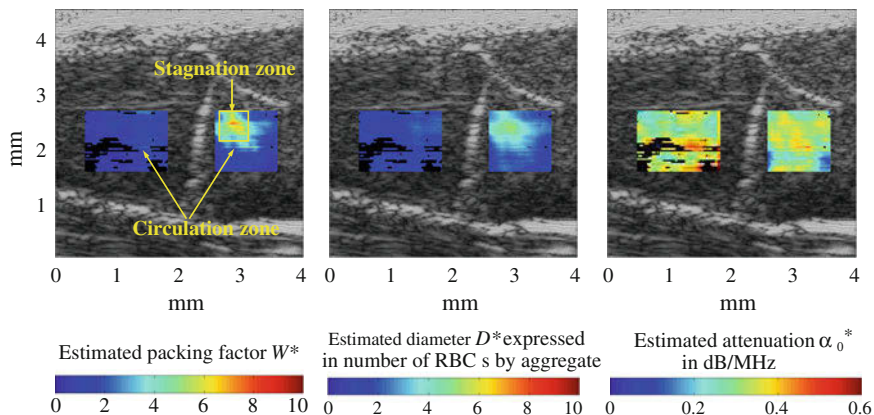 4
3
2
1
mm
Stagnation zone
Circulation zone
0 1 2 3 4
mm
0 1 2 3 4
mm
0 1 2 3 4
mm
Estimated packing factor W*
0 2 4 6 8 10
Estimated diameter D* expressed
in number of RBC s by aggregate
0 2 4 6 8 10
Estimated attenuation α₀*
in dB/MHz
0 0.2 0.4 0.6